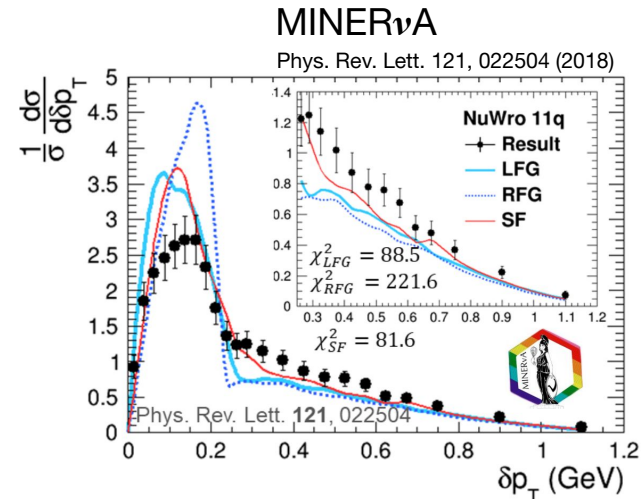 MINERνA
Phys. Rev. Lett. 121, 022504 (2018)
1/σ dσ/dδp_T
5
4.5
4
3.5
3
2.5
2
1.5
1
0.5
0
1.4
1.2
1
0.8
0.6
0.4
0.2
0
0.3 0.4 0.5 0.6 0.7 0.8 0.9 1 1.1 1.2
NuWro 11q
Result
LFG
RFG
SF
χ²_LFG = 88.5
χ²_RFG = 221.6
χ²_SF = 81.6
MINERνA
Phys. Rev. Lett. 121, 022504
0 0.2 0.4 0.6 0.8 1 1.2
δp_T (GeV)